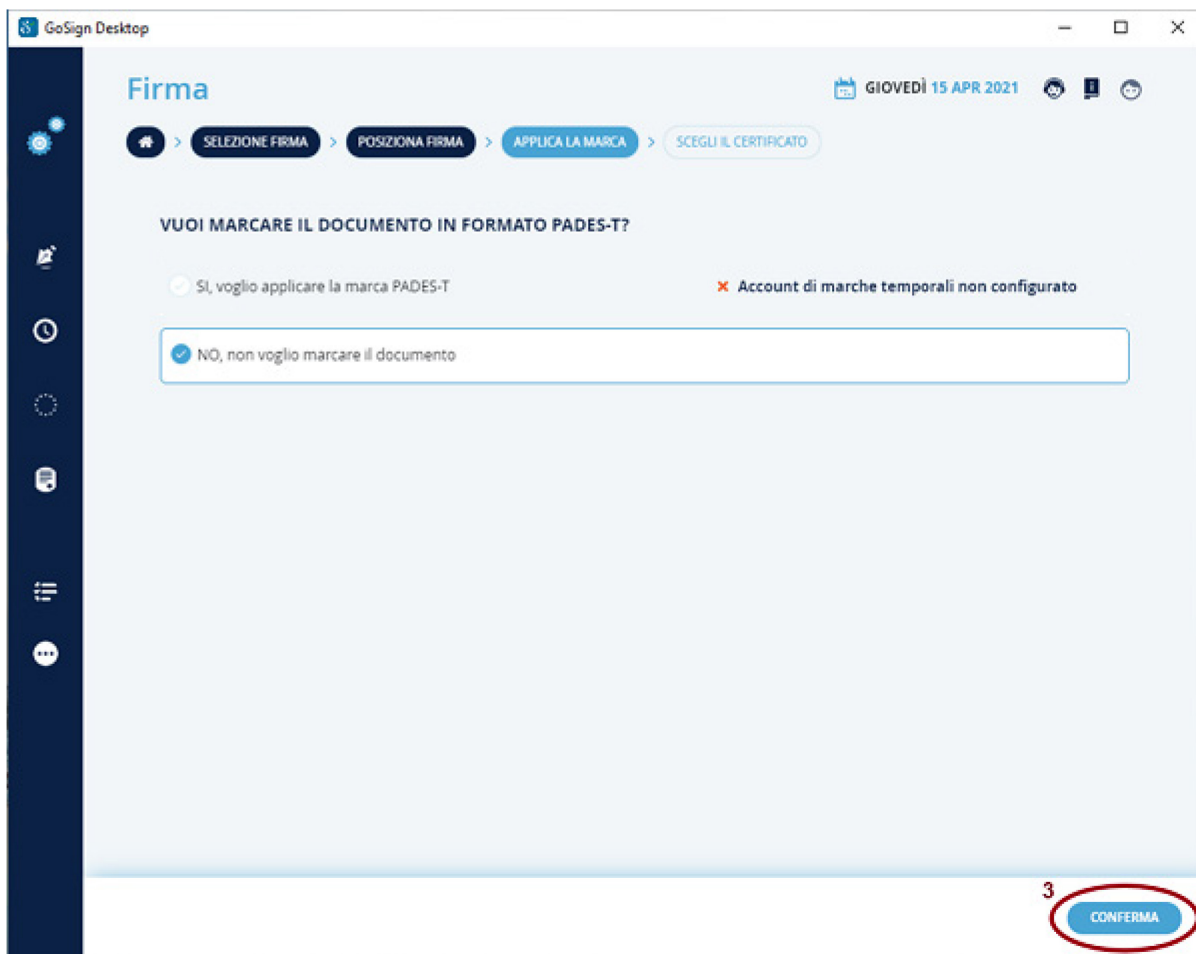 GoSign Desktop
Firma
GIOVEDÌ 15 APR 2021
SELEZIONE FIRMA > POSIZIONA FIRMA > APPLICA LA MARCA > SCEGLI IL CERTIFICATO
VUOI MARCARE IL DOCUMENTO IN FORMATO PADES-T?
SI, voglio applicare la marca PADES-T
Account di marche temporali non configurato
NO, non voglio marcare il documento
3
CONFERMA